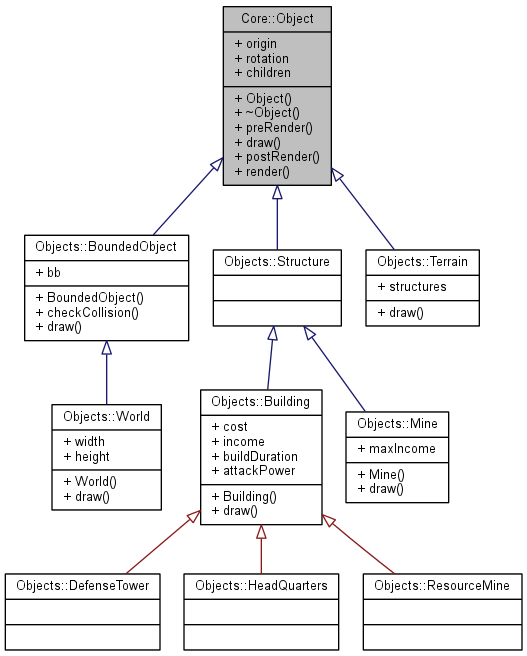 Core::Object
+ origin
+ rotation
+ children
+ Object()
+ ~Object()
+ preRender()
+ draw()
+ postRender()
+ render()
Objects::BoundedObject
+ bb
+ BoundedObject()
+ checkCollision()
+ draw()
Objects::Structure
Objects::Terrain
+ structures
+ draw()
Objects::World
+ width
+ height
+ World()
+ draw()
Objects::Building
+ cost
+ income
+ buildDuration
+ attackPower
+ Building()
+ draw()
Objects::Mine
+ maxIncome
+ Mine()
+ draw()
Objects::DefenseTower
Objects::HeadQuarters
Objects::ResourceMine